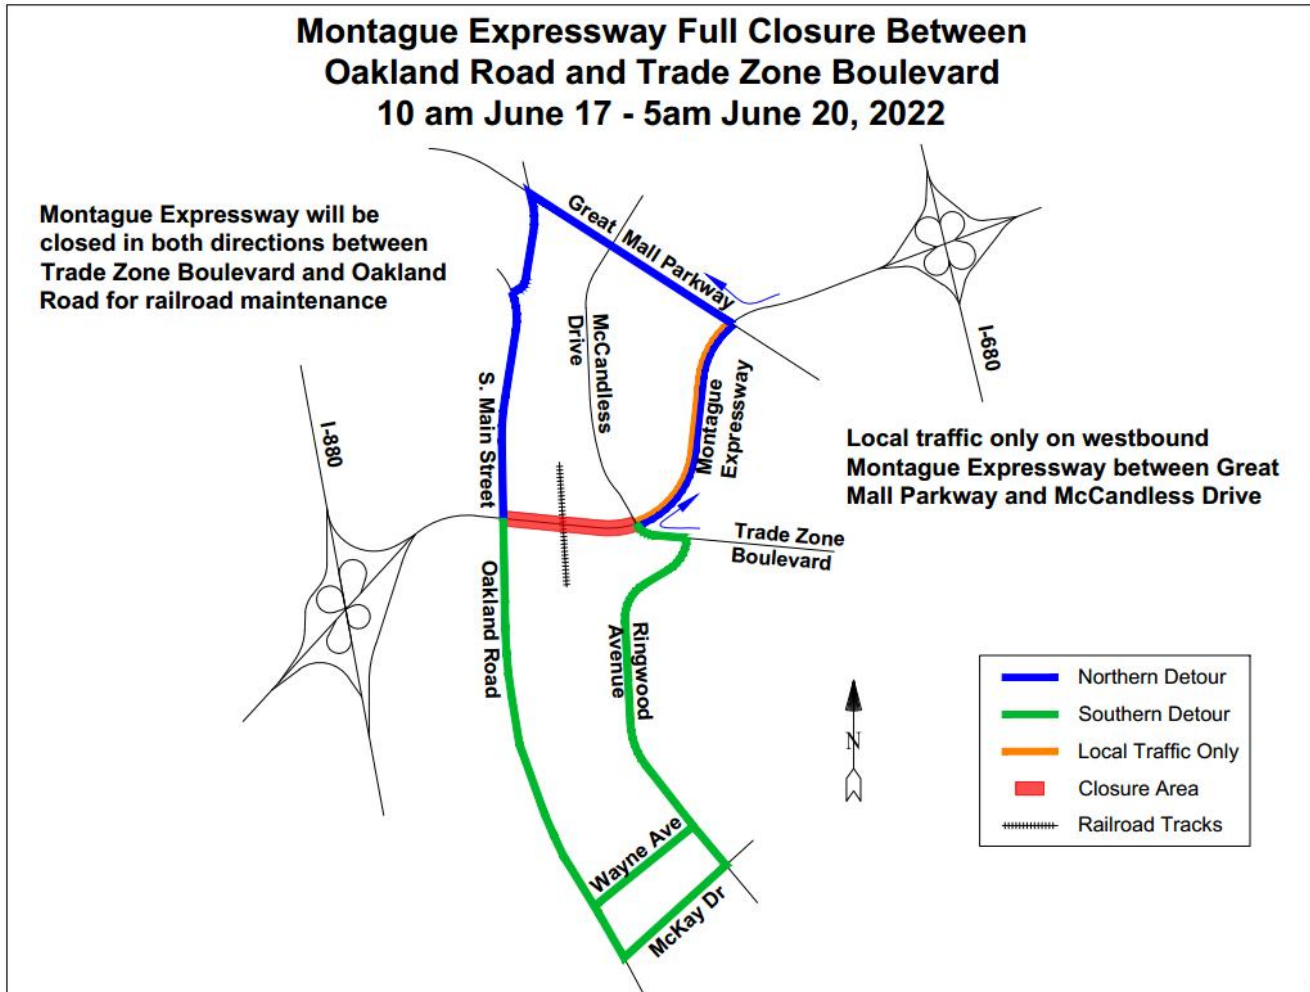 Montague Expressway Full Closure Between
Oakland Road and Trade Zone Boulevard
10 am June 17 - 5am June 20, 2022
Montague Expressway will be
closed in both directions between
Trade Zone Boulevard and Oakland
Road for railroad maintenance
Great Mall Parkway
McCandless
Drive
I-680
S. Main Street
Montague
Expressway
I-880
Local traffic only on westbound
Montague Expressway between Great
Mall Parkway and McCandless Drive
Trade Zone
Boulevard
Oakland Road
Ringwood
Avenue
Wayne Ave
McKay Dr
N
Northern Detour
Southern Detour
Local Traffic Only
Closure Area
Railroad Tracks